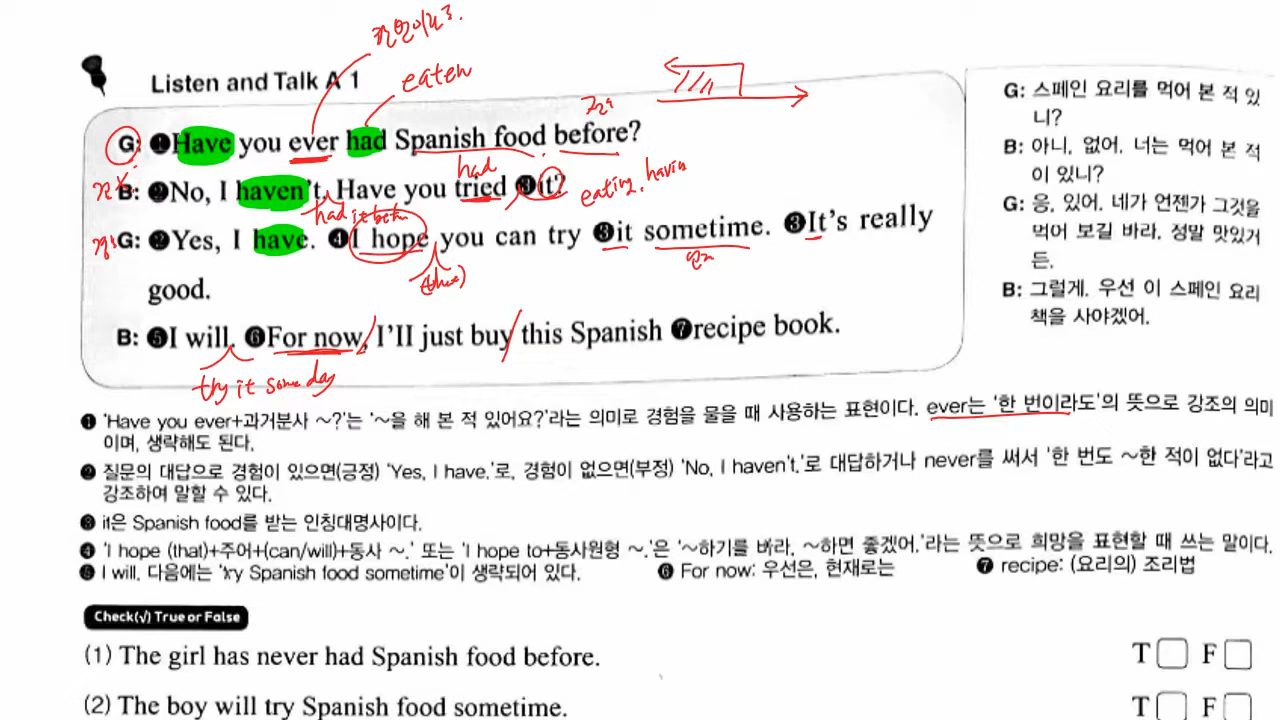 한번이라도
Listen and Talk A 1
eaten
G: ❶Have you ever had Spanish food before?
had
B: ❷No, I haven't. Have you tried ❸it?
eating. having
had it before
G: ❷Yes, I have. ❹I hope you can try ❸it sometime. ❸It's really
(that)
good.
B: ❺I will. ❻For now, I'll just buy this Spanish ❼recipe book.
try it some day
G: 스페인 요리를 먹어 본 적 있
니?
B: 아니, 없어. 너는 먹어 본 적
이 있니?
G: 응, 있어. 네가 언젠가 그것을
먹어 보길 바라. 정말 맛있거
든.
B: 그럴게. 우선 이 스페인 요리
책을 사야겠어.
❶ 'Have you ever+과거분사 ~?'는 '~을 해 본 적 있어요?'라는 의미로 경험을 물을 때 사용하는 표현이다. ever는 '한 번이라도'의 뜻으로 강조의 의미
이며, 생략해도 된다.
❷ 질문의 대답으로 경험이 있으면(긍정) 'Yes, I have.'로, 경험이 없으면(부정) 'No, I haven't.'로 대답하거나 never를 써서 '한 번도 ~한 적이 없다'라고
강조하여 말할 수 있다.
❸ it은 Spanish food를 받는 인칭대명사이다.
❹ 'I hope (that)+주어+(can/will)+동사 ~.' 또는 'I hope to+동사원형 ~.'은 '~하기를 바라, ~하면 좋겠어.'라는 뜻으로 희망을 표현할 때 쓰는 말이다.
❺ I will. 다음에는 'try Spanish food sometime'이 생략되어 있다. ❻ For now: 우선은, 현재로는 ❼ recipe: (요리의) 조리법
Check(√) True or False
(1) The girl has never had Spanish food before. T F
(2) The boy will try Spanish food sometime. T F